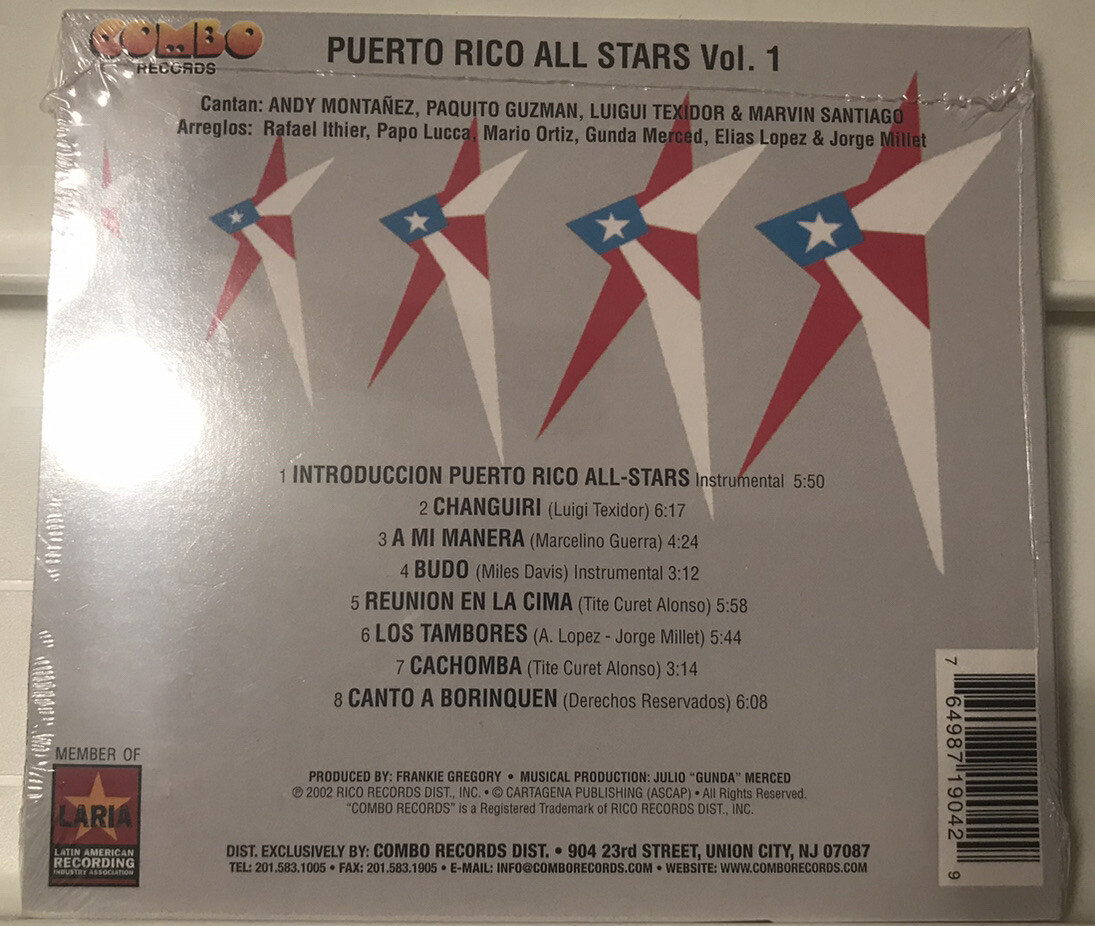 COMBO
RECORDS
PUERTO RICO ALL STARS Vol. 1
Cantan: ANDY MONTAÑEZ, PAQUITO GUZMAN, LUIGUI TEXIDOR & MARVIN SANTIAGO
Arreglos: Rafael Ithier, Papo Lucca, Mario Ortiz, Gunda Merced, Elias Lopez & Jorge Millet
1 INTRODUCCION PUERTO RICO ALL-STARS Instrumental 5:50
2 CHANGUIRI (Luigi Texidor) 6:17
3 A MI MANERA (Marcelino Guerra) 4:24
4 BUDO (Miles Davis) Instrumental 3:12
5 REUNION EN LA CIMA (Tite Curet Alonso) 5:58
6 LOS TAMBORES (A. Lopez - Jorge Millet) 5:44
7 CACHOMBA (Tite Curet Alonso) 3:14
8 CANTO A BORINQUEN (Derechos Reservados) 6:08
MEMBER OF
LARIA
LATIN AMERICAN
RECORDING
INDUSTRY ASSOCIATION
PRODUCED BY: FRANKIE GREGORY • MUSICAL PRODUCTION: JULIO "GUNDA" MERCED
℗ 2002 RICO RECORDS DIST., INC. • © CARTAGENA PUBLISHING (ASCAP) • All Rights Reserved.
"COMBO RECORDS" is a Registered Trademark of RICO RECORDS DIST., INC.
DIST. EXCLUSIVELY BY: COMBO RECORDS DIST. • 904 23rd STREET, UNION CITY, NJ 07087
TEL: 201.583.1005 • FAX: 201.583.1905 • E-MAIL: INFO@COMBORECORDS.COM • WEBSITE: WWW.COMBORECORDS.COM
7 64987 19042 9